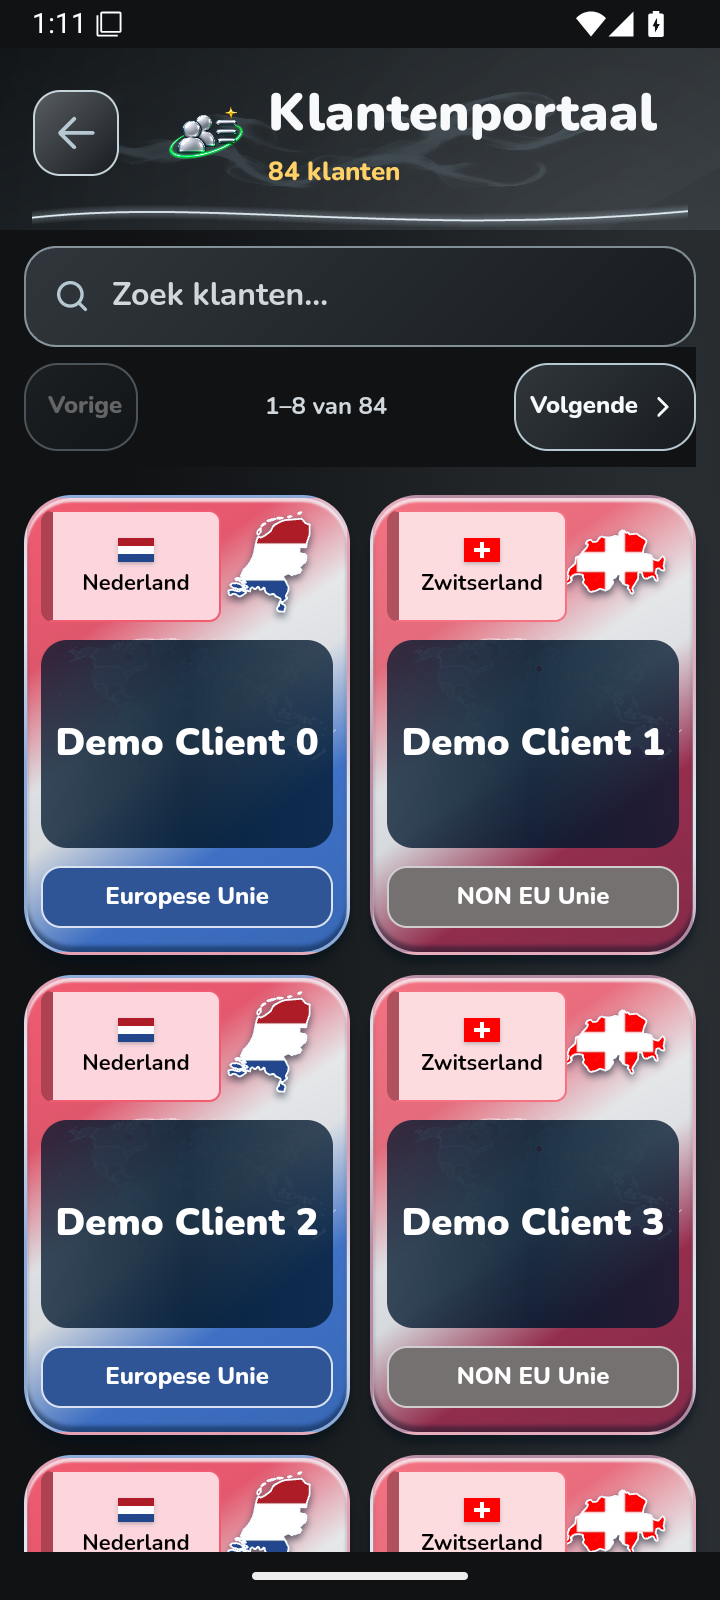 1:11
Klantenportaal
84 klanten
Zoek klanten...
Vorige
1–8 van 84
Volgende
Nederland
Zwitserland
Demo Client 0
Demo Client 1
Europese Unie
NON EU Unie
Nederland
Zwitserland
Demo Client 2
Demo Client 3
Europese Unie
NON EU Unie
Nederland
Zwitserland